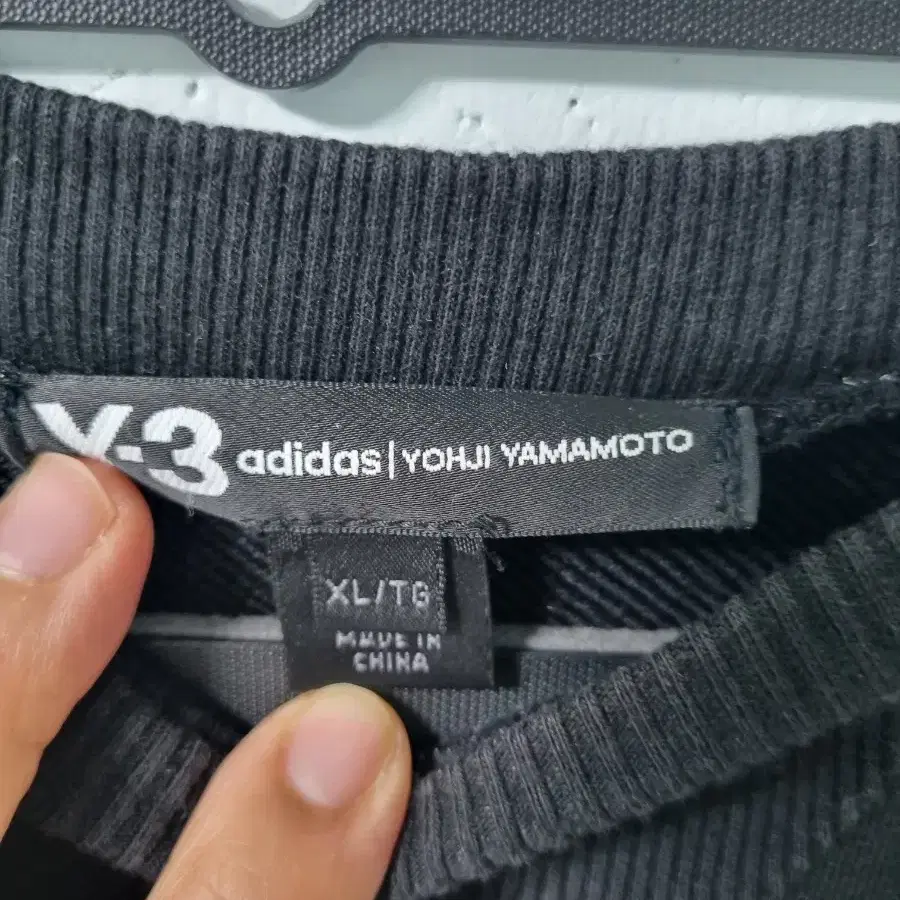 Y-3 adidas | YOHJI YAMAMOTO
XL/TG
MADE IN
CHINA